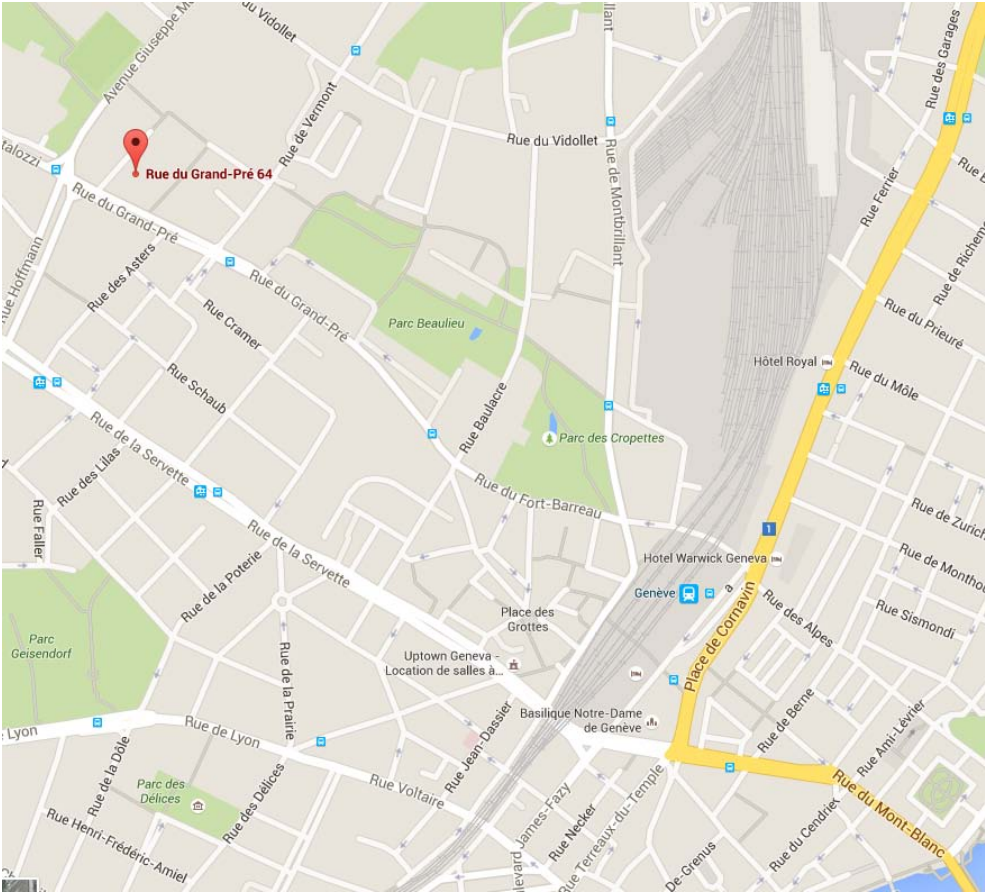 du Vidollet
Avenue Giuseppe M
Rue de Vermont
Rue du Vidollet
llant
Rue de Montbrillant
Rue des Garages
talozzi
Rue du Grand-Pré 64
Rue du Grand-Pré
Rue Ferrier
Rue B
Rue de Richem
ue Hoffmann
Rue des Asters
Rue du Grand-Pré
Rue Cramer
Parc Beaulieu
Rue du Prieuré
Hôtel Royal
Rue du Môle
Rue Schaub
Rue Baulacre
Parc des Cropettes
Rue de la Servette
Rue des Lilas
Rue du Fort-Barreau
Rue de Zurich
Rue Faller
Rue de la Servette
1
Hotel Warwick Geneva
Rue de Monthou
Rue de la Poterie
Genève
a
Place des
Grottes
Rue des Alpes
Rue Sismondi
Parc
Geisendorf
Place de Cornavin
Rue de la Prairie
Uptown Geneva -
Location de salles à...
Rue Jean-Dassier
Basilique Notre-Dame
de Genève
Rue de Berne
Rue Ami-Lévrier
Lyon
Rue de Lyon
Rue de la Dôle
Parc des
Délices
Rue des Délices
Rue Voltaire
Rue du Mont-Blanc
Rue Henri-Frédéric-Amiel
levard James-Fazy
Rue Necker
Rue Terreaux-du-Temple
De-Grenus
Rue du Cendrier